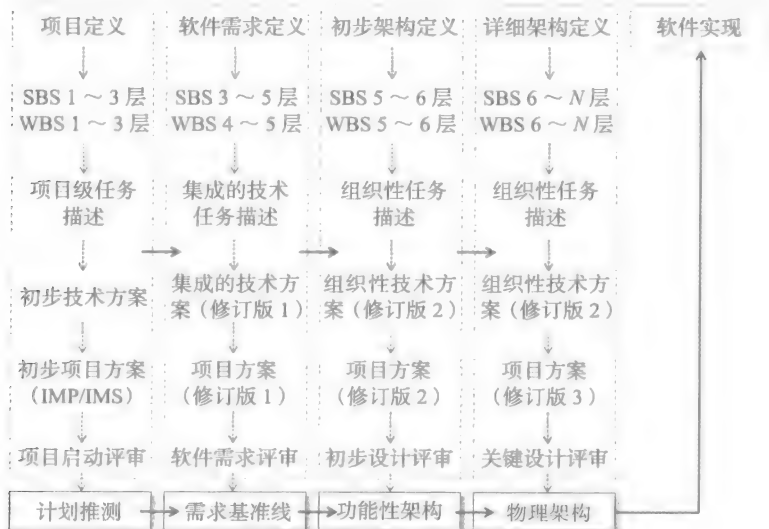 项目定义
软件需求定义
初步架构定义
详细架构定义
软件实现
SBS 1～3层
WBS 1～3层
SBS 3～5层
WBS 4～5层
SBS 5～6层
WBS 5～6层
SBS 6～N层
WBS 6～N层
项目级任务
描述
集成的技术
任务描述
组织性任务
描述
组织性任务
描述
初步技术方案
集成的技术方
案（修订版1）
组织性技术方
案（修订版2）
组织性技术方
案（修订版2）
初步项目方案
（IMP/IMS）
项目方案
（修订版1）
项目方案
（修订版2）
项目方案
（修订版3）
项目启动评审
软件需求评审
初步设计评审
关键设计评审
计划推测
需求基准线
功能性架构
物理架构